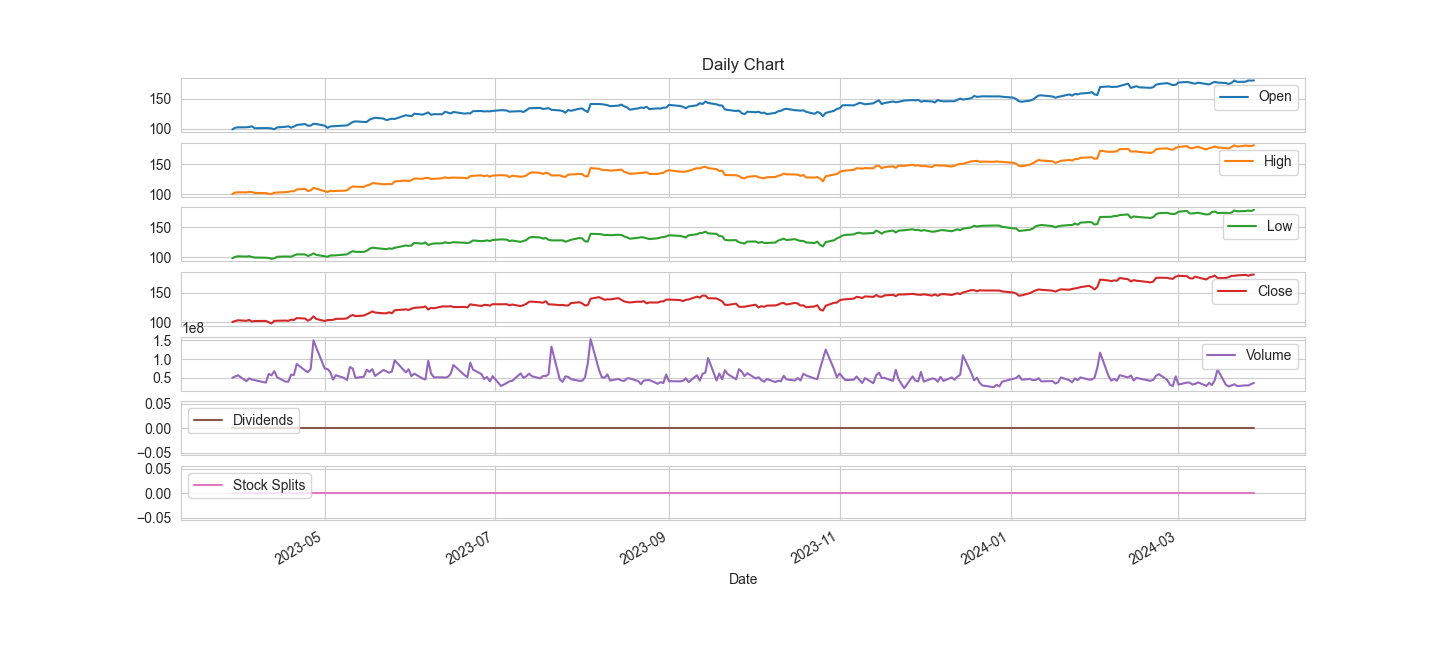 Daily Chart
150
100
Open
150
100
High
150
100
Low
150
100
Close
1e8
1.5
1.0
0.5
Volume
0.05
0.00
−0.05
Dividends
0.05
0.00
−0.05
Stock Splits
2023-05
2023-07
2023-09
2023-11
2024-01
2024-03
Date